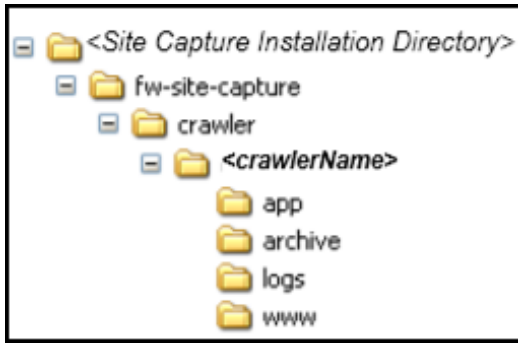 <Site Capture Installation Directory>
fw-site-capture
crawler
<crawlerName>
app
archive
logs
www